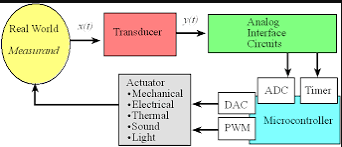 Real World
Measurand
x(t)
Transducer
y(t)
Analog
Interface
Circuits
Actuator
•Mechanical
•Electrical
•Thermal
•Sound
•Light
DAC
PWM
ADC
Timer
Microcontroller